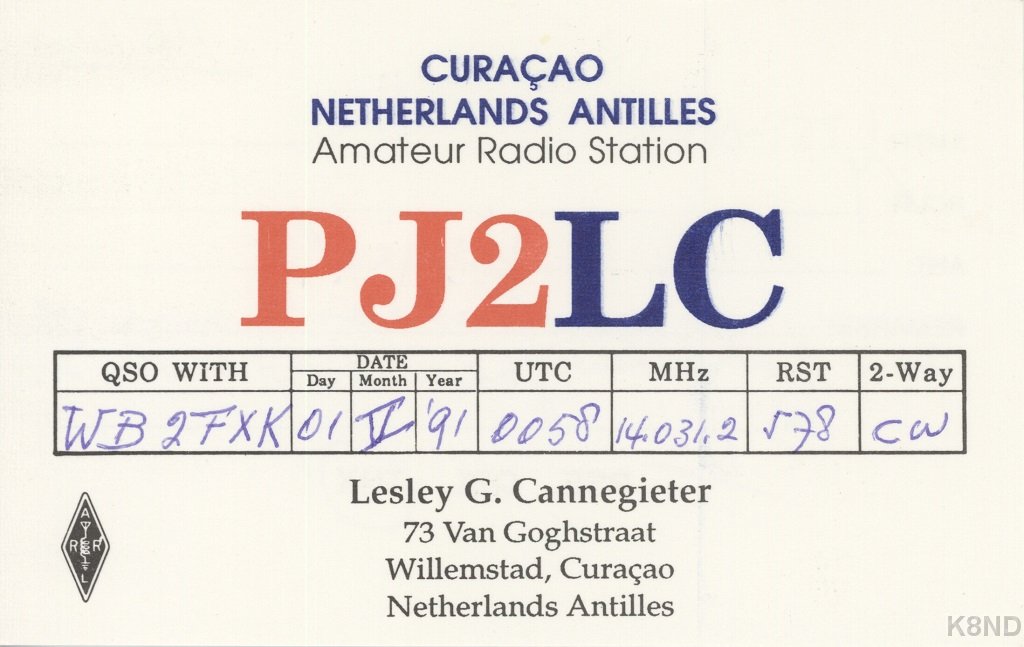 CURAÇAO
NETHERLANDS ANTILLES
Amateur Radio Station
PJ2LC
QSO WITH DATE UTC MHz RST 2-Way
Day Month Year
WB2FXK 01 V '91 0058 14.031.2 578 CW
Lesley G. Cannegieter
73 Van Goghstraat
Willemstad, Curaçao
Netherlands Antilles
A
R R
L
K8ND